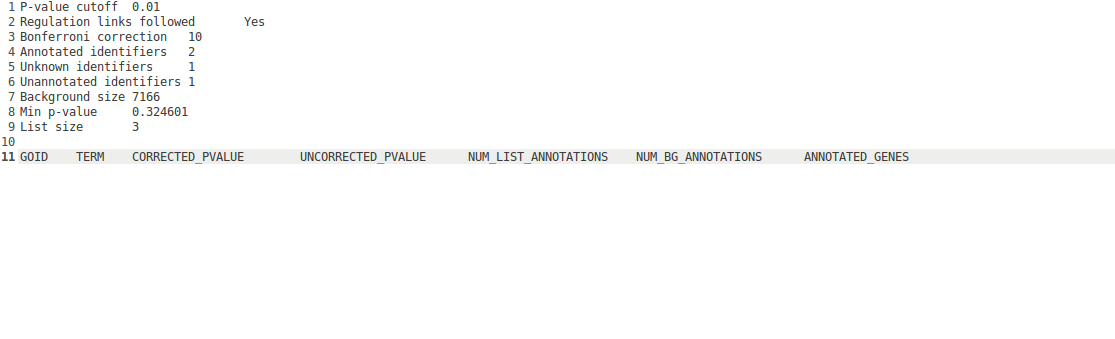 1 P-value cutoff 0.01
2 Regulation links followed Yes
3 Bonferroni correction 10
4 Annotated identifiers 2
5 Unknown identifiers 1
6 Unannotated identifiers 1
7 Background size 7166
8 Min p-value 0.324601
9 List size 3
10
11 GOID TERM CORRECTED_PVALUE UNCORRECTED_PVALUE NUM_LIST_ANNOTATIONS NUM_BG_ANNOTATIONS ANNOTATED_GENES